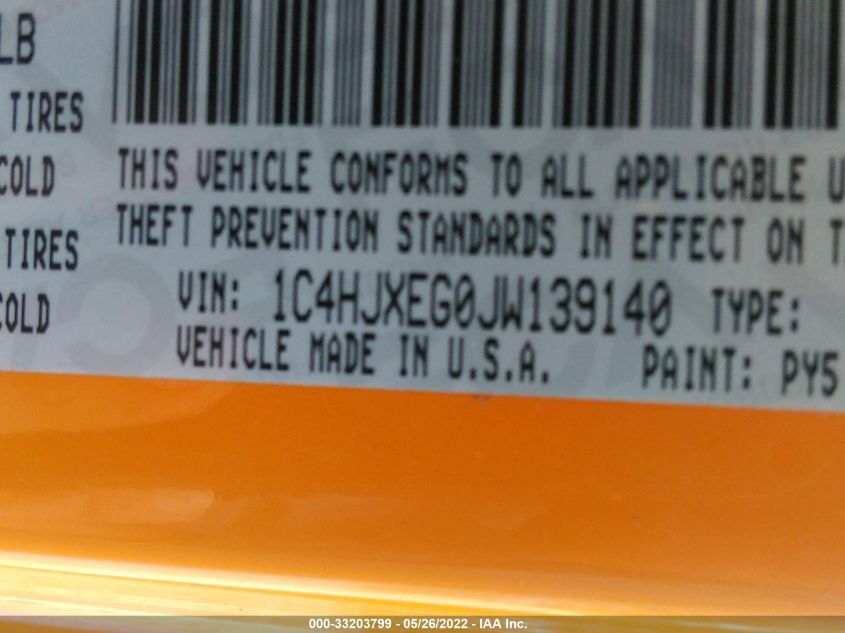 LB
TIRES
COLD
TIRES
COLD
THIS VEHICLE CONFORMS TO ALL APPLICABLE U
THEFT PREVENTION STANDARDS IN EFFECT ON T
VIN: 1C4HJXEG0JW139140 TYPE:
VEHICLE MADE IN U.S.A. PAINT: PY5
000-33203799 - 05/26/2022 - IAA Inc.